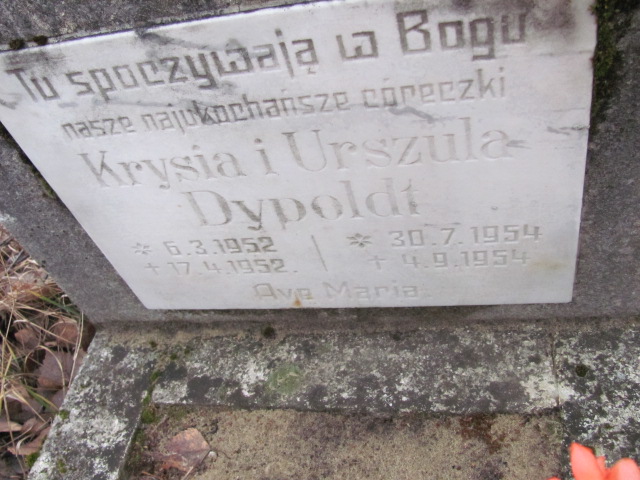 Tu spoczywają w Bogu
nasze najukochańsze córeczki
Krysia i Urszula
Dypoldt
* 6.3.1952 | * 30.7.1954
+ 17.4.1952. | + 4.9.1954
Ave Maria